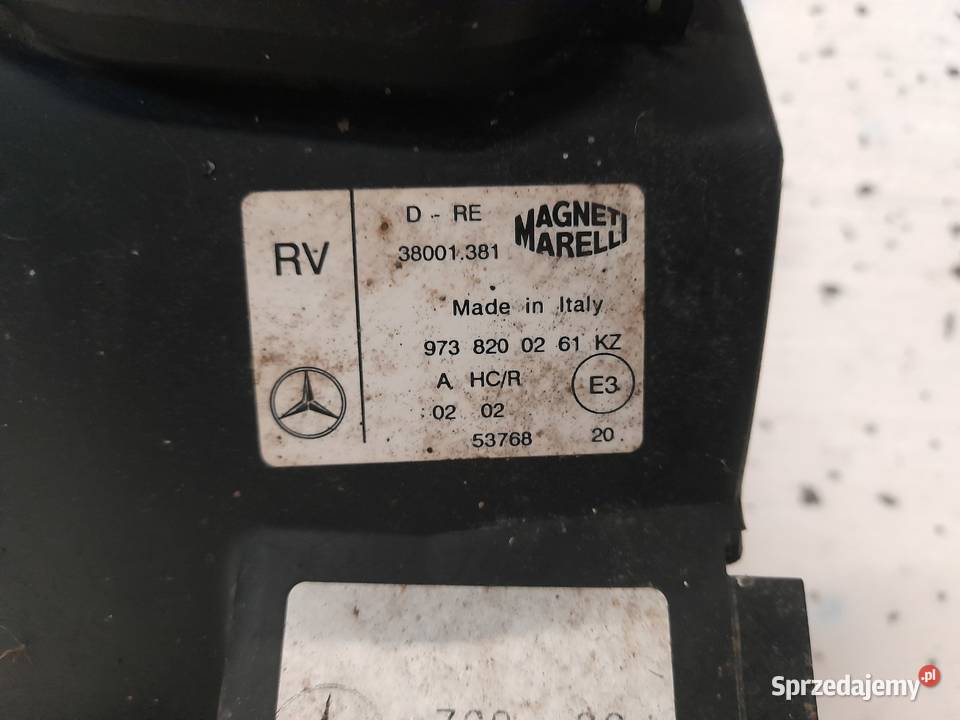 RV
D - RE
38001.381
MAGNETI
MARELLI
Made in Italy
973 820 02 61 KZ
A HC/R
E3
02 02
53768
20
Sprzedajemy.pl